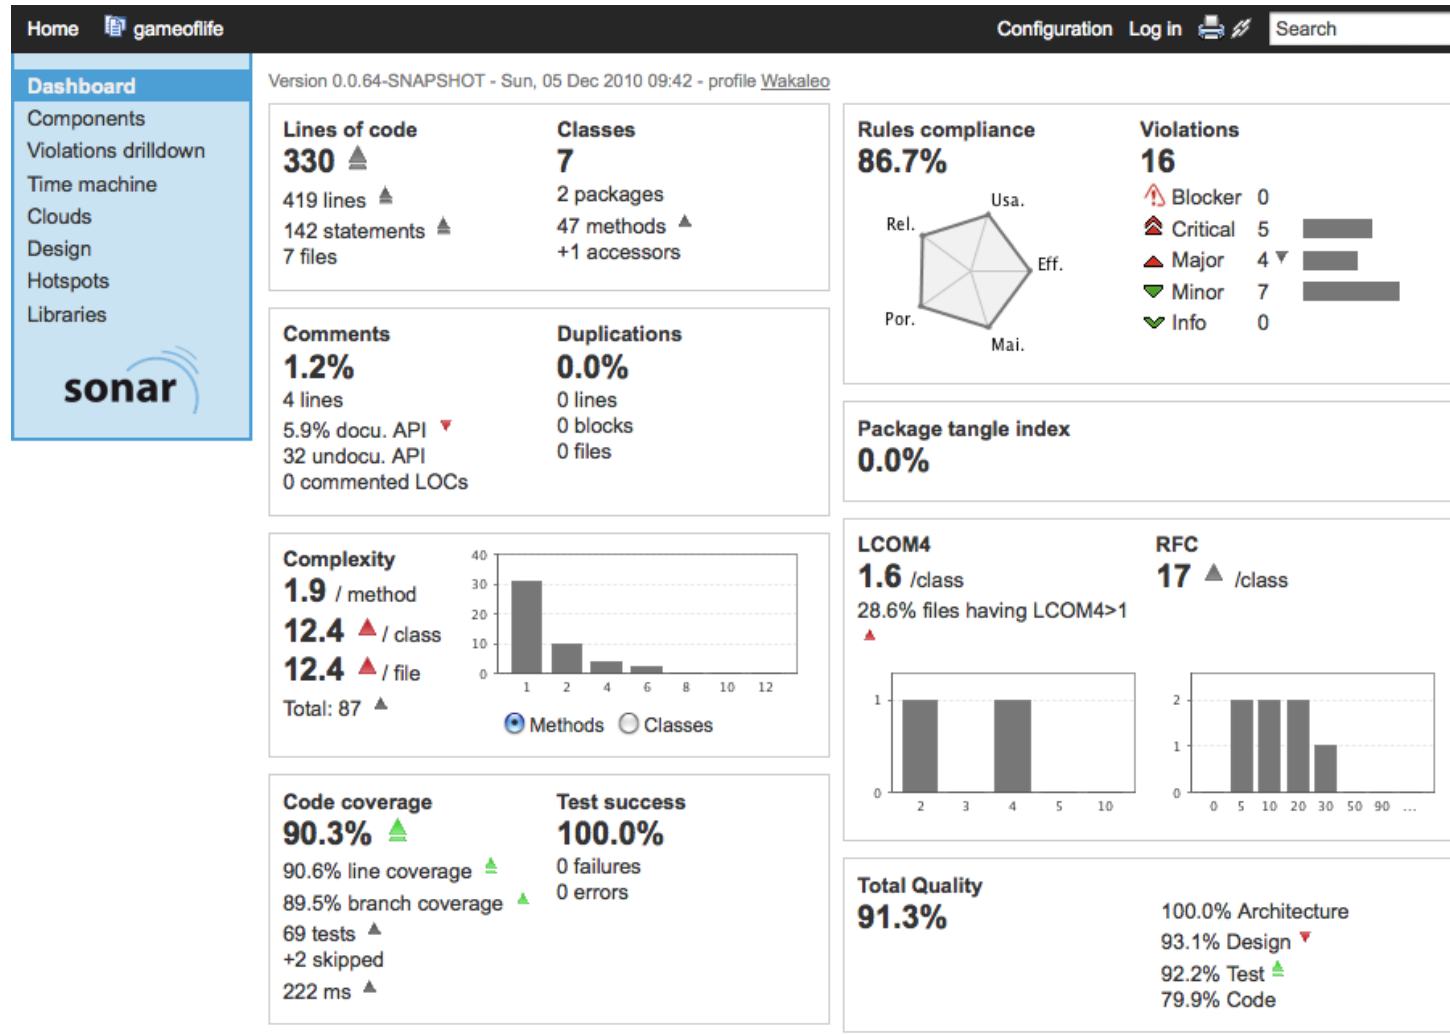 Home gameoflife Configuration Log in Search
Dashboard
Components
Violations drilldown
Time machine
Clouds
Design
Hotspots
Libraries
sonar
Version 0.0.64-SNAPSHOT - Sun, 05 Dec 2010 09:42 - profile Wakaleo
Lines of code
330
419 lines
142 statements
7 files
Classes
7
2 packages
47 methods
+1 accessors
Comments
1.2%
4 lines
5.9% docu. API
32 undocu. API
0 commented LOCs
Duplications
0.0%
0 lines
0 blocks
0 files
Complexity
1.9 / method
12.4 / class
12.4 / file
Total: 87
40
30
20
10
0
1 2 4 6 8 10 12
Methods Classes
Code coverage
90.3%
90.6% line coverage
89.5% branch coverage
69 tests
+2 skipped
222 ms
Test success
100.0%
0 failures
0 errors
Rules compliance
86.7%
Usa.
Rel.
Eff.
Por.
Mai.
Violations
16
Blocker 0
Critical 5
Major 4
Minor 7
Info 0
Package tangle index
0.0%
LCOM4
1.6 /class
28.6% files having LCOM4>1
1
0
2 3 4 5 10
RFC
17 /class
2
1
0
0 5 10 20 30 50 90 ...
Total Quality
91.3%
100.0% Architecture
93.1% Design
92.2% Test
79.9% Code